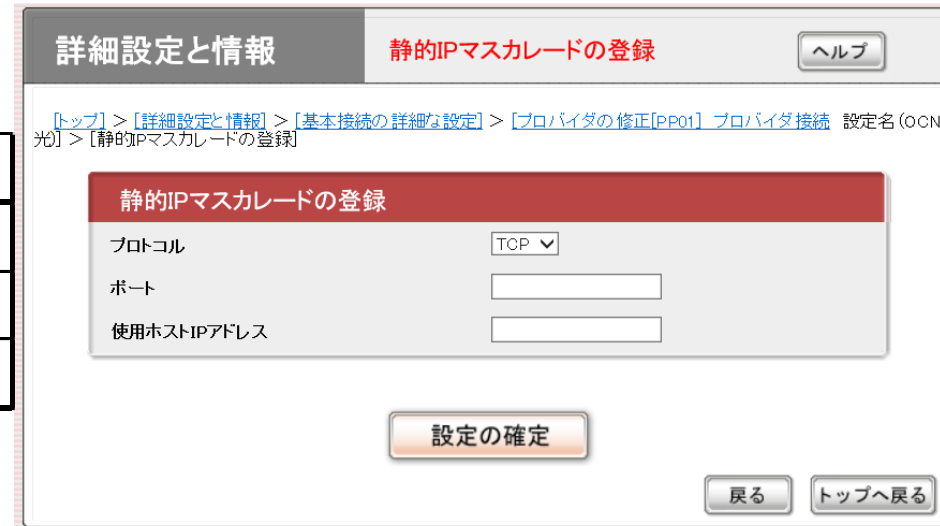 詳細設定と情報 静的IPマスカレードの登録 ヘルプ
[トップ] > [詳細設定と情報] > [基本接続の詳細な設定] > [プロバイダの修正[PP01] プロバイダ接続 設定名(OCN
光)] > [静的IPマスカレードの登録]
静的IPマスカレードの登録
プロトコル TCP
ポート
使用ホストIPアドレス
設定の確定
戻る トップへ戻る